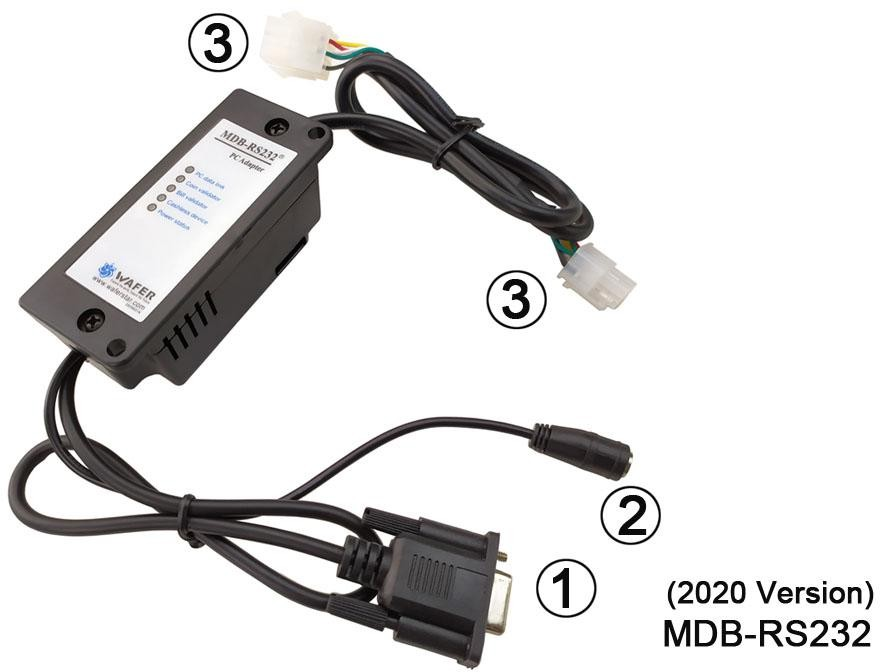 ③
MDB-RS232®
PC Adapter
PC data link
Coin validator
Bill validator
Cashless device
Power status
WAFER
www.waferstar.com
③
②
①
(2020 Version)
MDB-RS232